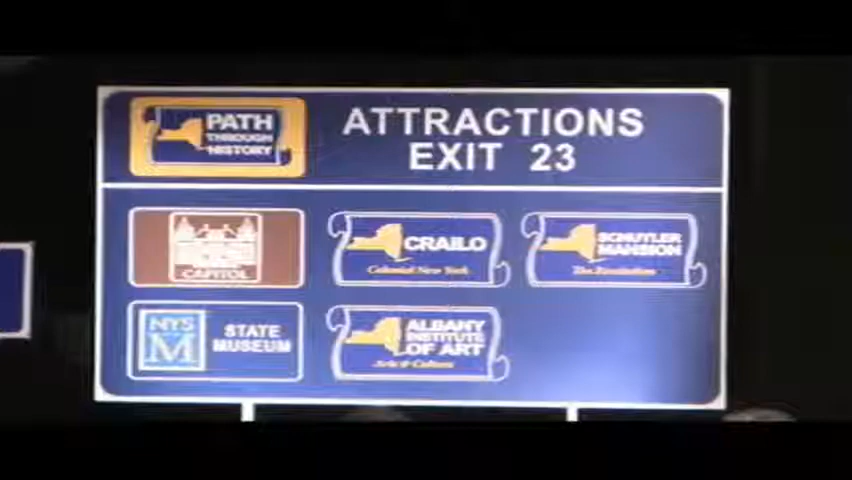 PATH
THROUGH
HISTORY
ATTRACTIONS
EXIT 23
CAPITOL
CRAILO
Colonial New York
SCHUYLER
MANSION
The Revolution
NYS
M
STATE
MUSEUM
ALBANY
INSTITUTE
OF ART
Arts & Culture